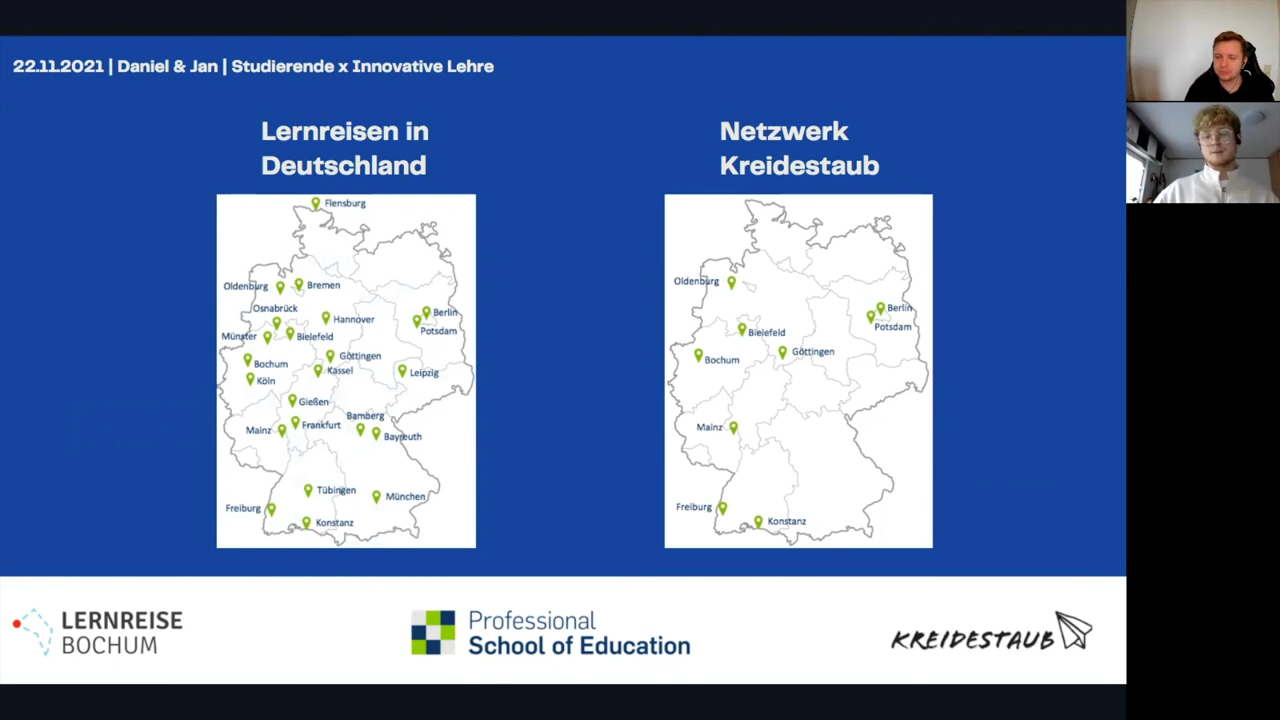 22.11.2021 | Daniel & Jan | Studierende x Innovative Lehre
Lernreisen in
Deutschland
Flensburg
Oldenburg
Bremen
Osnabrück
Hannover
Berlin
Potsdam
Münster
Bielefeld
Göttingen
Bochum
Kassel
Leipzig
Köln
Gießen
Bamberg
Mainz
Frankfurt
Bayreuth
Tübingen
München
Freiburg
Konstanz
Netzwerk
Kreidestaub
Oldenburg
Berlin
Potsdam
Bielefeld
Göttingen
Bochum
Mainz
Freiburg
Konstanz
LERNREISE
BOCHUM
Professional
School of Education
KREIDESTAUB